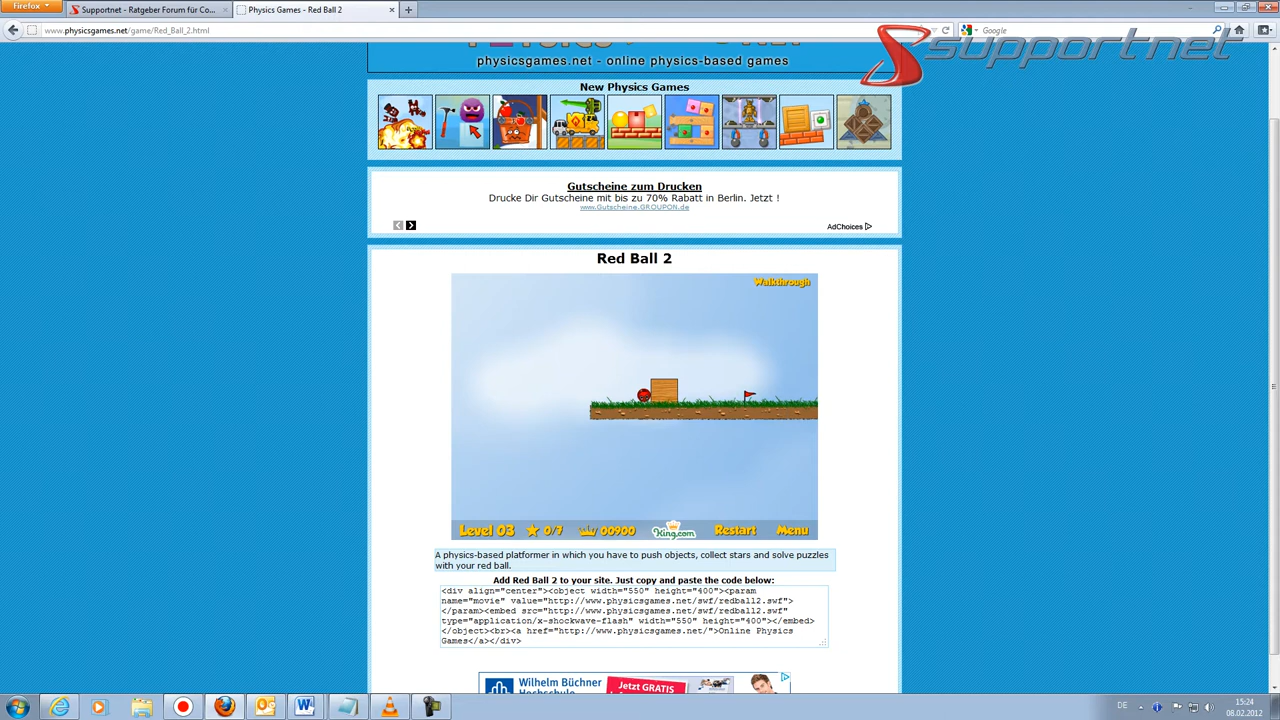 Firefox
Supportnet - Ratgeber Forum für Co...
Physics Games - Red Ball 2
www.physicsgames.net/game/Red_Ball_2.html
Google
Supportnet
physicsgames.net - online physics-based games
New Physics Games
Gutscheine zum Drucken
Drucke Dir Gutscheine mit bis zu 70% Rabatt in Berlin. Jetzt !
www.Gutscheine.GROUPON.de
AdChoices
Red Ball 2
Walkthrough
Level 03 0/7 00900 King.com Restart Menu
A physics-based platformer in which you have to push objects, collect stars and solve puzzles
with your red ball.
Add Red Ball 2 to your site. Just copy and paste the code below:
<div align="center"><object width="550" height="400"><param
name="movie" value="http://www.physicsgames.net/swf/redball2.swf">
</param><embed src="http://www.physicsgames.net/swf/redball2.swf"
type="application/x-shockwave-flash" width="550" height="400"></embed>
</object><br><a href="http://www.physicsgames.net/">Online Physics
Games</a></div>
Wilhelm Büchner
Hochschule
Jetzt GRATIS
DE
15:24
08.02.2012